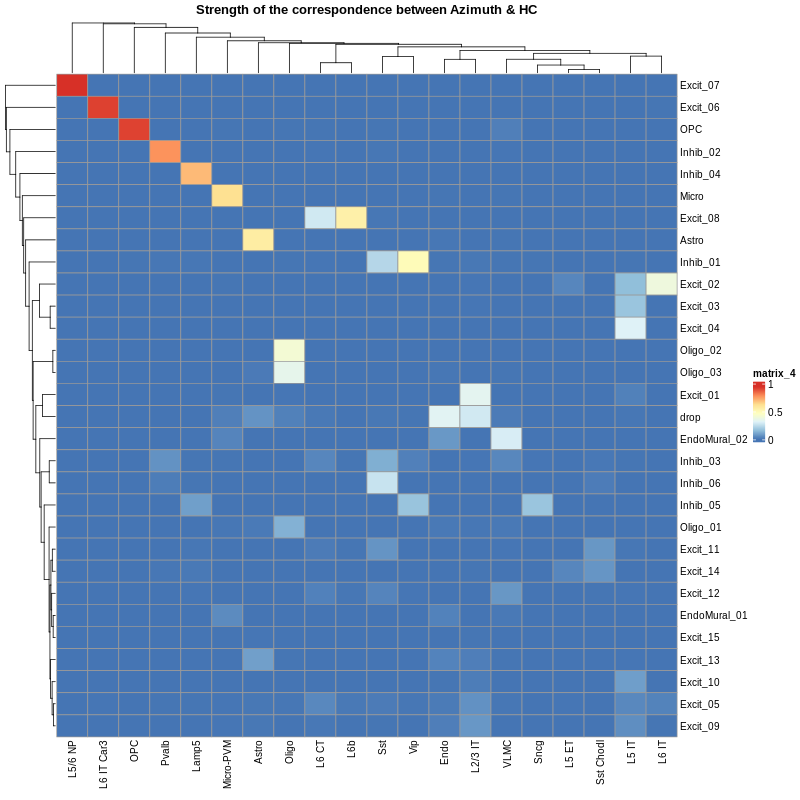 Strength of the correspondence between Azimuth & HC
Excit_07
Excit_06
OPC
Inhib_02
Inhib_04
Micro
Excit_08
Astro
Inhib_01
Excit_02
Excit_03
Excit_04
Oligo_02
Oligo_03
Excit_01
drop
EndoMural_02
Inhib_03
Inhib_06
Inhib_05
Oligo_01
Excit_11
Excit_14
Excit_12
EndoMural_01
Excit_15
Excit_13
Excit_10
Excit_05
Excit_09
matrix_4
1
0.5
0
L5/6 NP
L6 IT Car3
OPC
Pvalb
Lamp5
Micro-PVM
Astro
Oligo
L6 CT
L6b
Sst
Vip
Endo
L2/3 IT
VLMC
Sncg
L5 ET
Sst Chodl
L5 IT
L6 IT